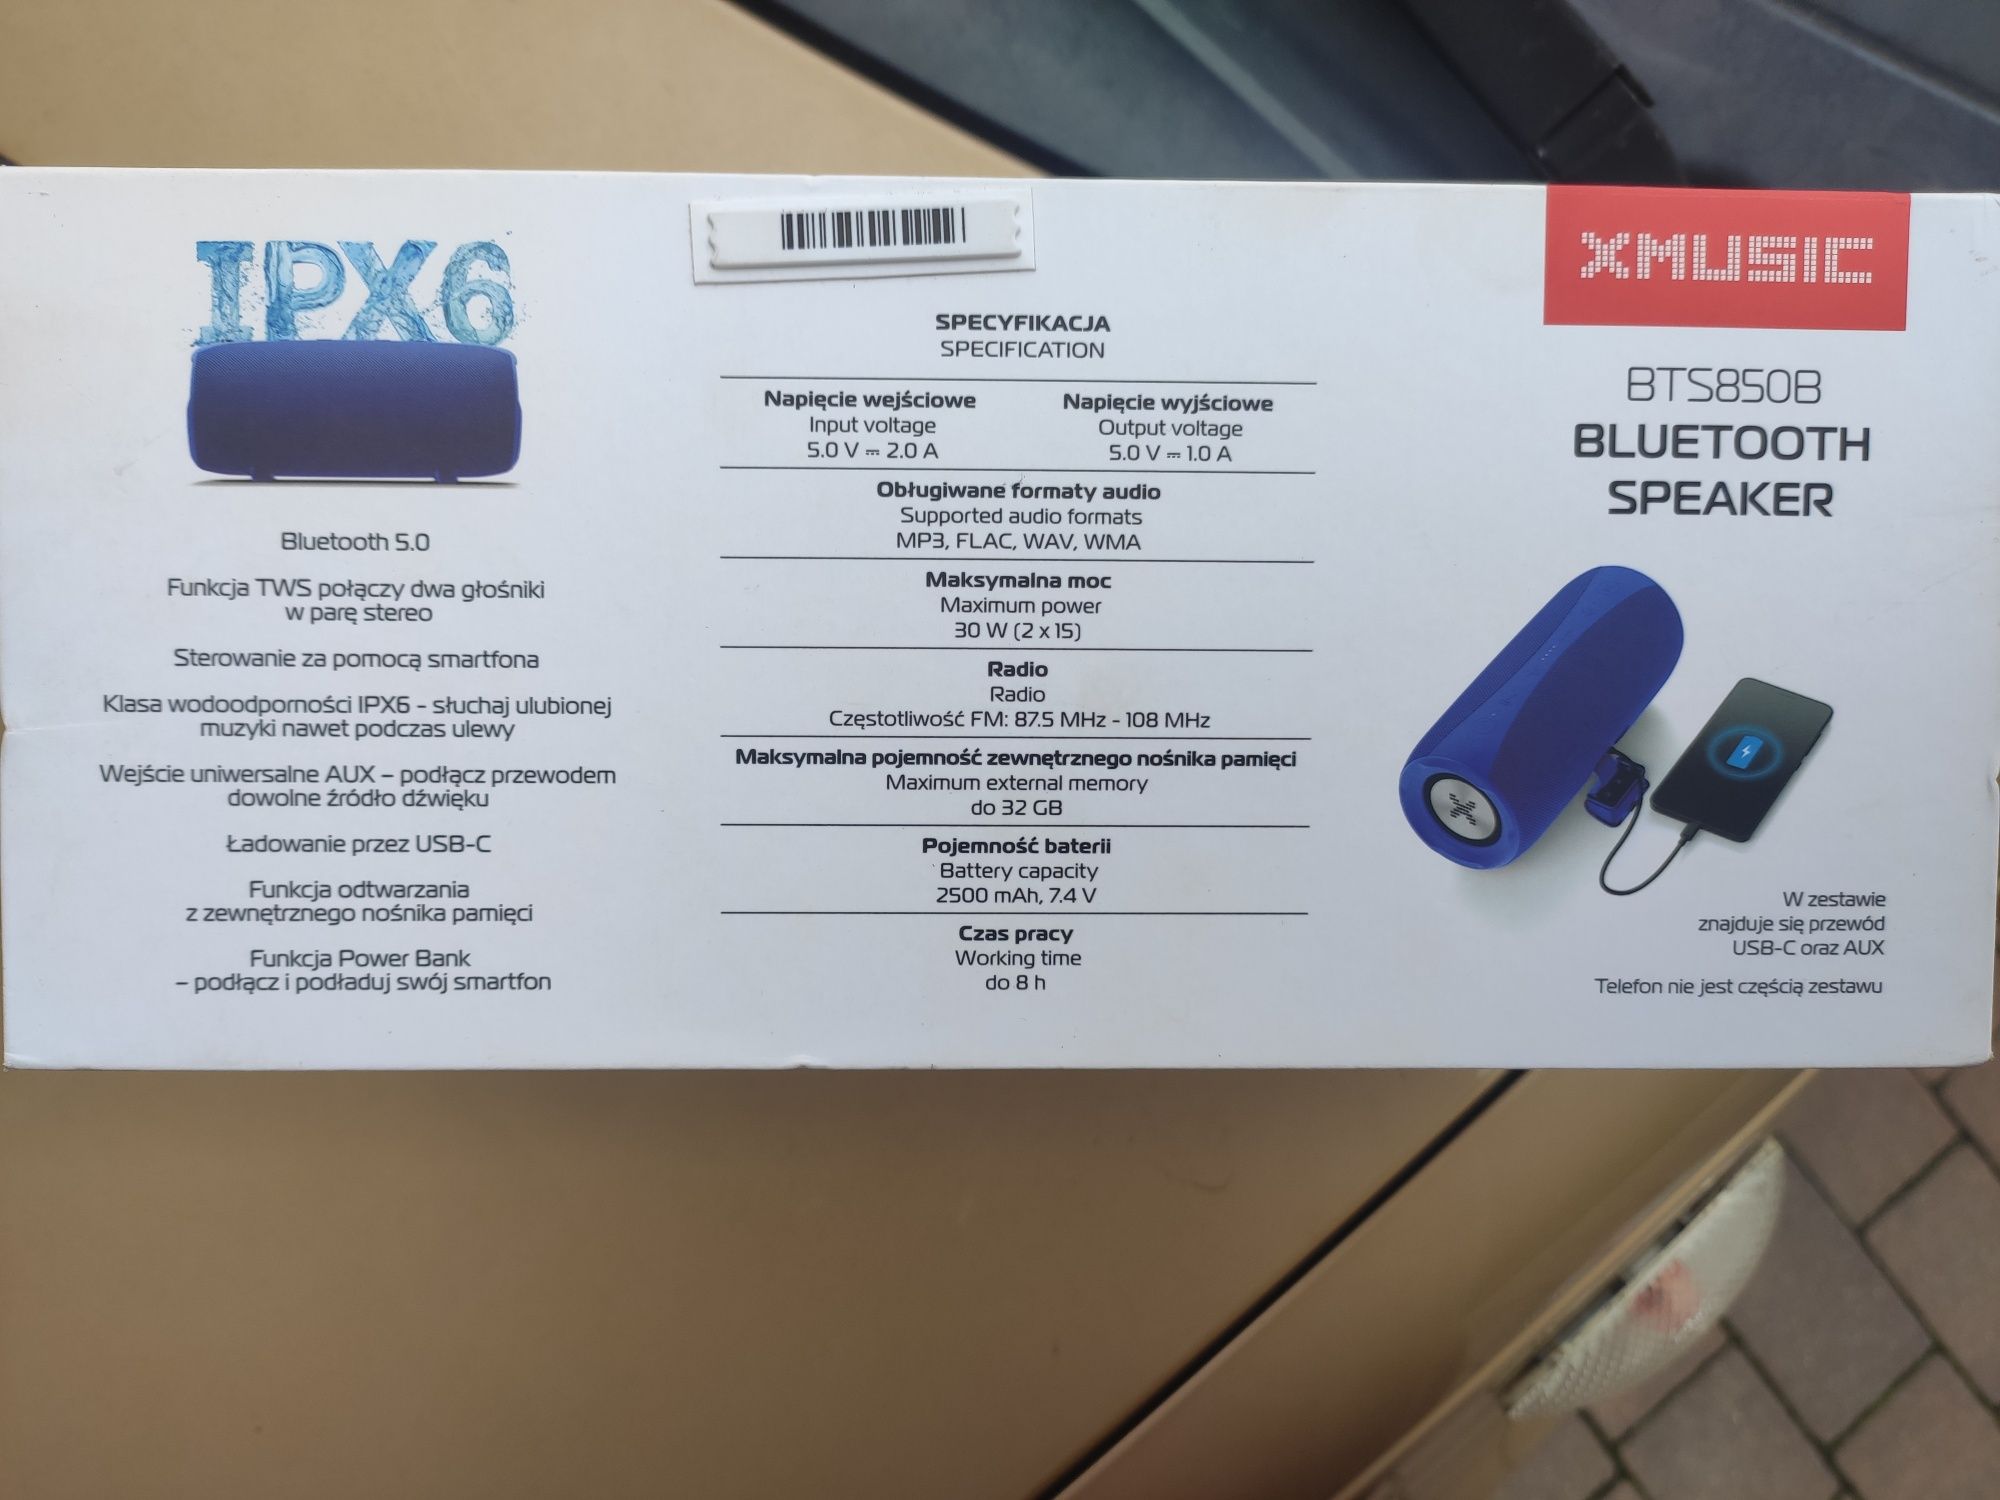 IPX6
Bluetooth 5.0
Funkcja TWS połączy dwa głośniki
w parę stereo
Sterowanie za pomocą smartfona
Klasa wodoodporności IPX6 - słuchaj ulubionej
muzyki nawet podczas ulewy
Wejście uniwersalne AUX – podłącz przewodem
dowolne źródło dźwięku
Ładowanie przez USB-C
Funkcja odtwarzania
z zewnętrznego nośnika pamięci
Funkcja Power Bank
– podłącz i podładuj swój smartfon
SPECYFIKACJA
SPECIFICATION
Napięcie wejściowe
Input voltage
5.0 V ⎓ 2.0 A
Napięcie wyjściowe
Output voltage
5.0 V ⎓ 1.0 A
Obługiwane formaty audio
Supported audio formats
MP3, FLAC, WAV, WMA
Maksymalna moc
Maximum power
30 W (2 x 15)
Radio
Radio
Częstotliwość FM: 87.5 MHz - 108 MHz
Maksymalna pojemność zewnętrznego nośnika pamięci
Maximum external memory
do 32 GB
Pojemność baterii
Battery capacity
2500 mAh, 7.4 V
Czas pracy
Working time
do 8 h
XMUSIC
BTS850B
BLUETOOTH
SPEAKER
X
W zestawie
znajduje się przewód
USB-C oraz AUX
Telefon nie jest częścią zestawu